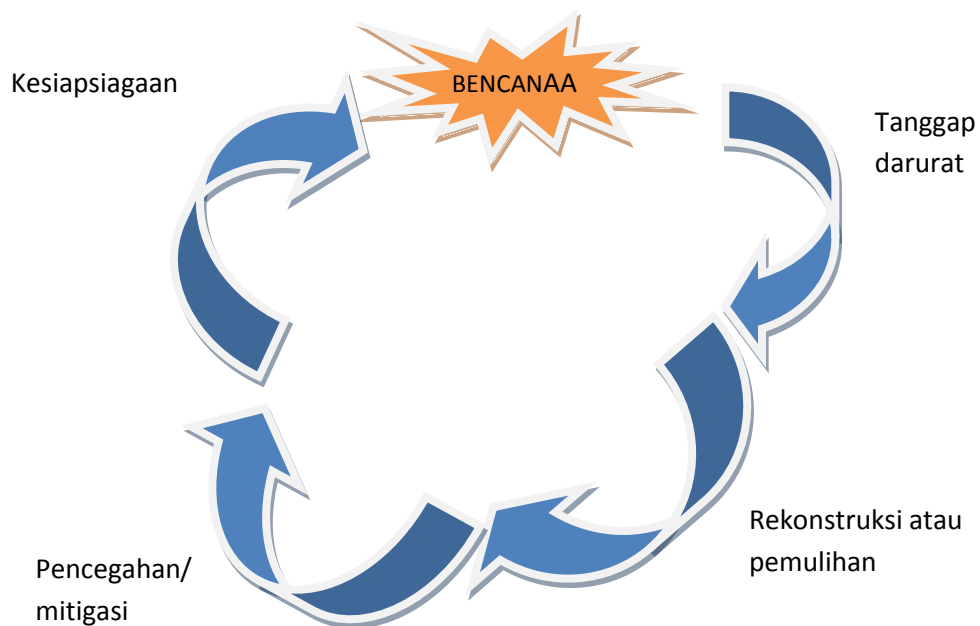 Kesiapsiagaan
BENCANAA
Tanggap
darurat
Rekonstruksi atau
pemulihan
Pencegahan/
mitigasi